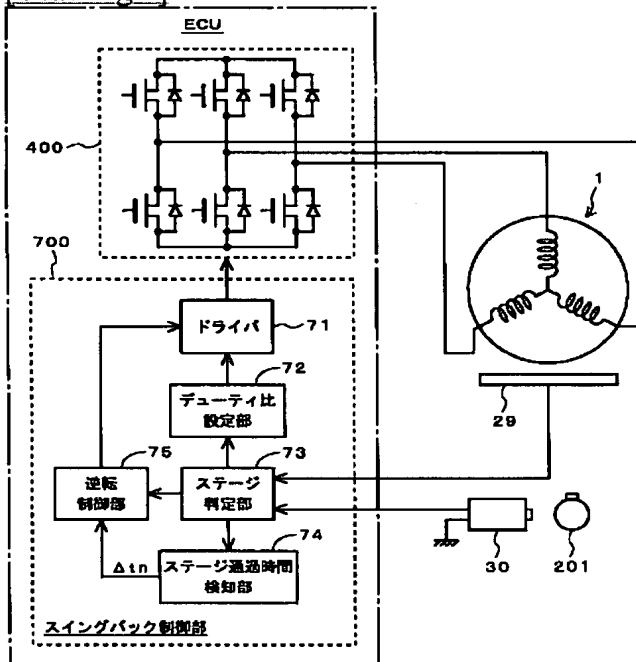 ECU
400
1
700
ドライバ
71
72
デューティ比
設定部
29
75
73
逆転
制御部
ステージ
判定部
74
30
201
Δtn
ステージ通過時間
検知部
スイングバック制御部